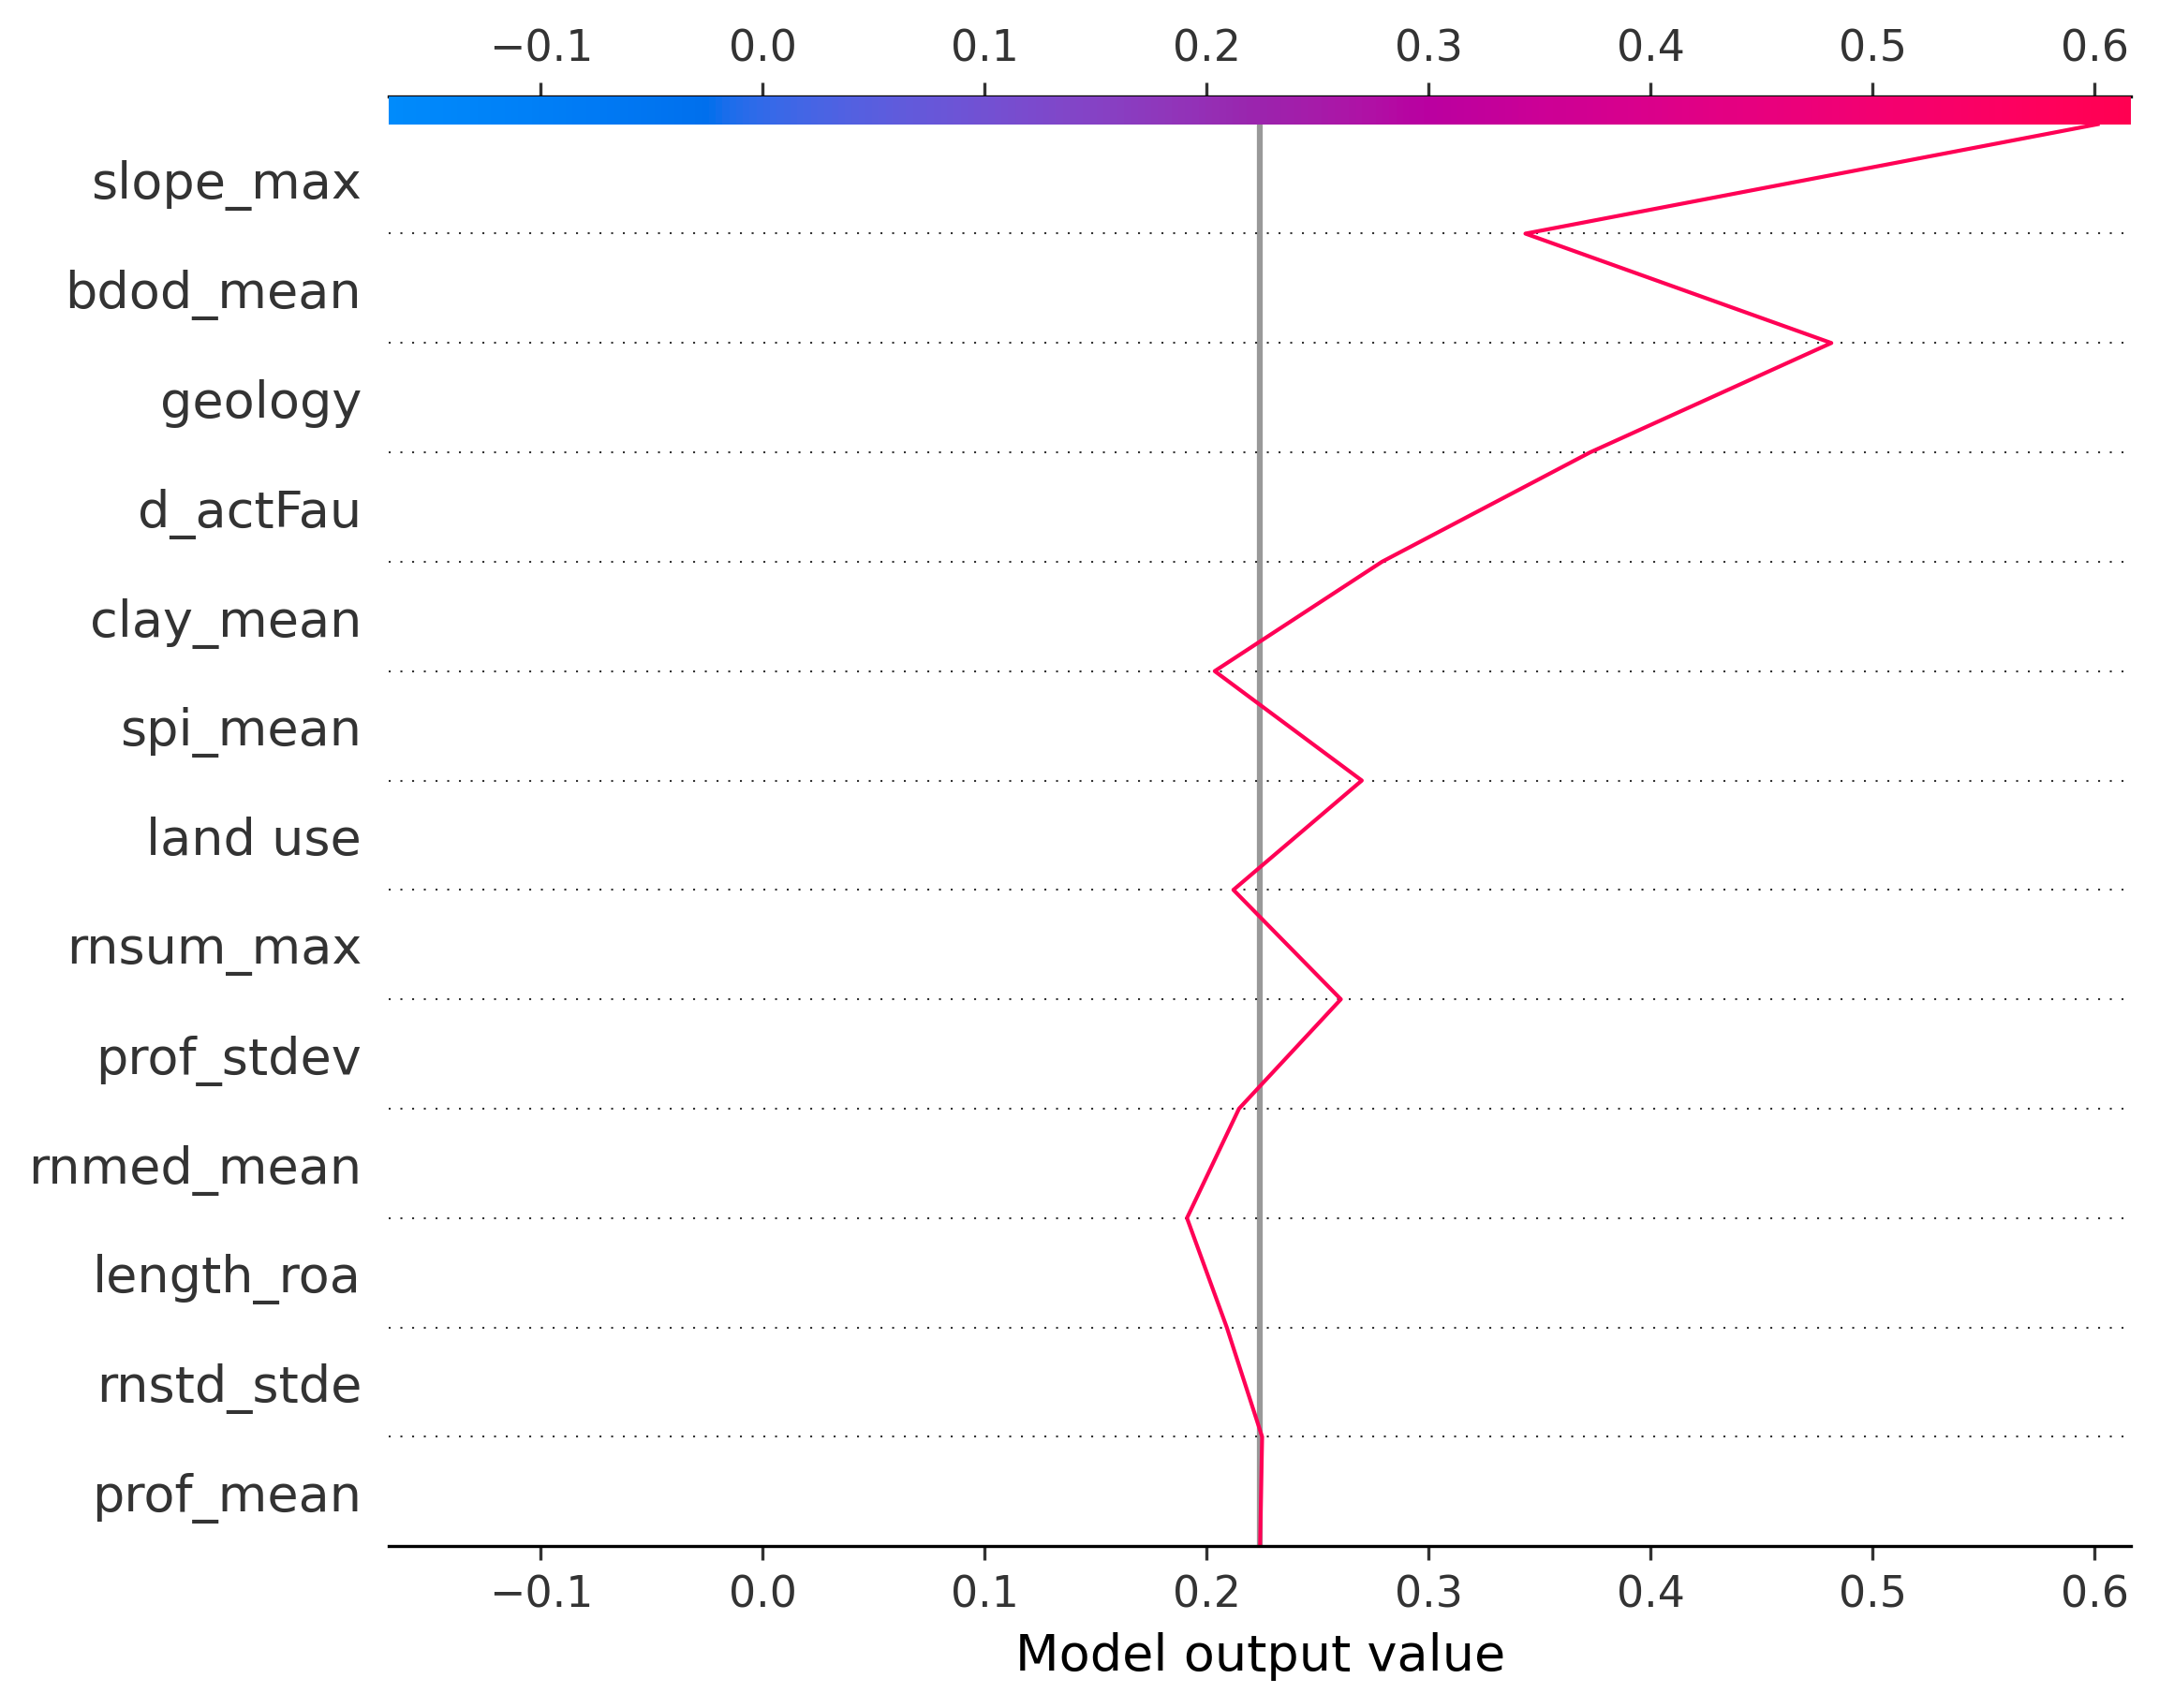 −0.1 0.0 0.1 0.2 0.3 0.4 0.5 0.6
slope_max
bdod_mean
geology
d_actFau
clay_mean
spi_mean
land use
rnsum_max
prof_stdev
rnmed_mean
length_roa
rnstd_stde
prof_mean
−0.1 0.0 0.1 0.2 0.3 0.4 0.5 0.6
Model output value